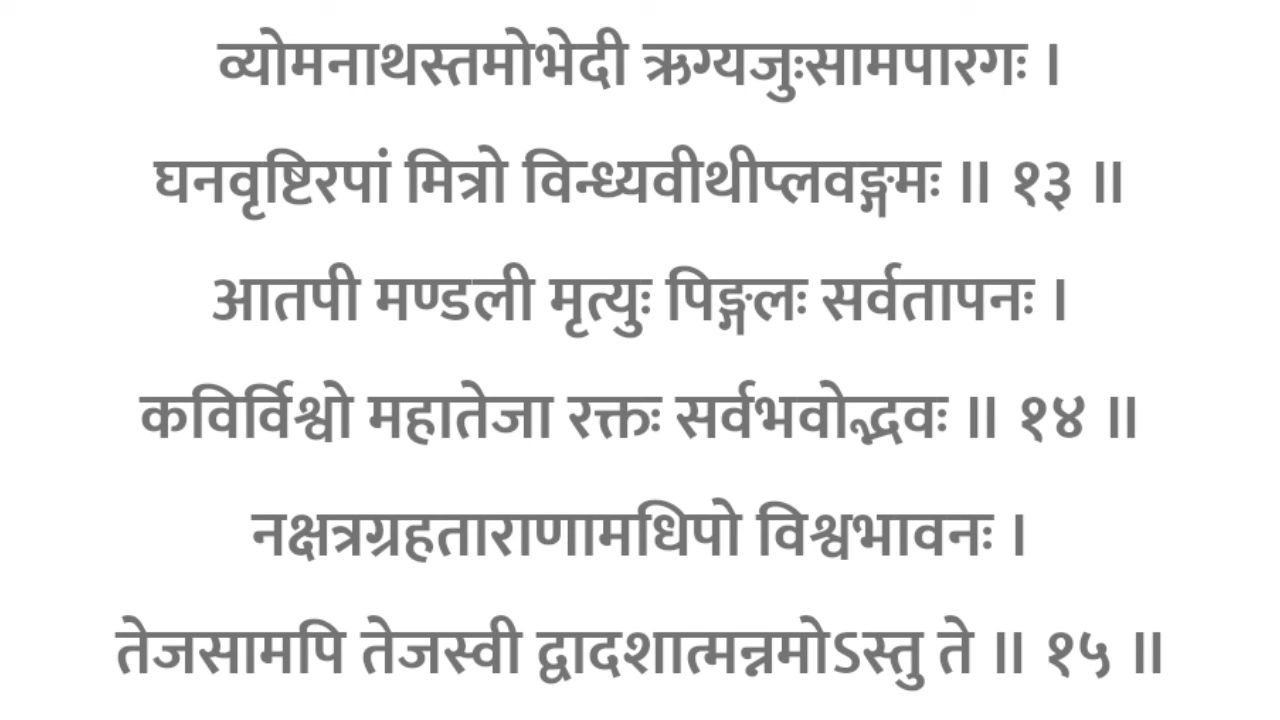 व्योमनाथस्तमोभेदी ऋग्यजुःसामपारगः ।
घनवृष्टिरपां मित्रो विन्ध्यवीथीप्लवङ्गमः ॥ १३ ॥
आतपी मण्डली मृत्युः पिङ्गलः सर्वतापनः ।
कविर्विश्वो महातेजा रक्तः सर्वभवोद्भवः ॥ १४ ॥
नक्षत्रग्रहताराणामधिपो विश्वभावनः ।
तेजसामपि तेजस्वी द्वादशात्मन्नमोऽस्तु ते ॥ १५ ॥